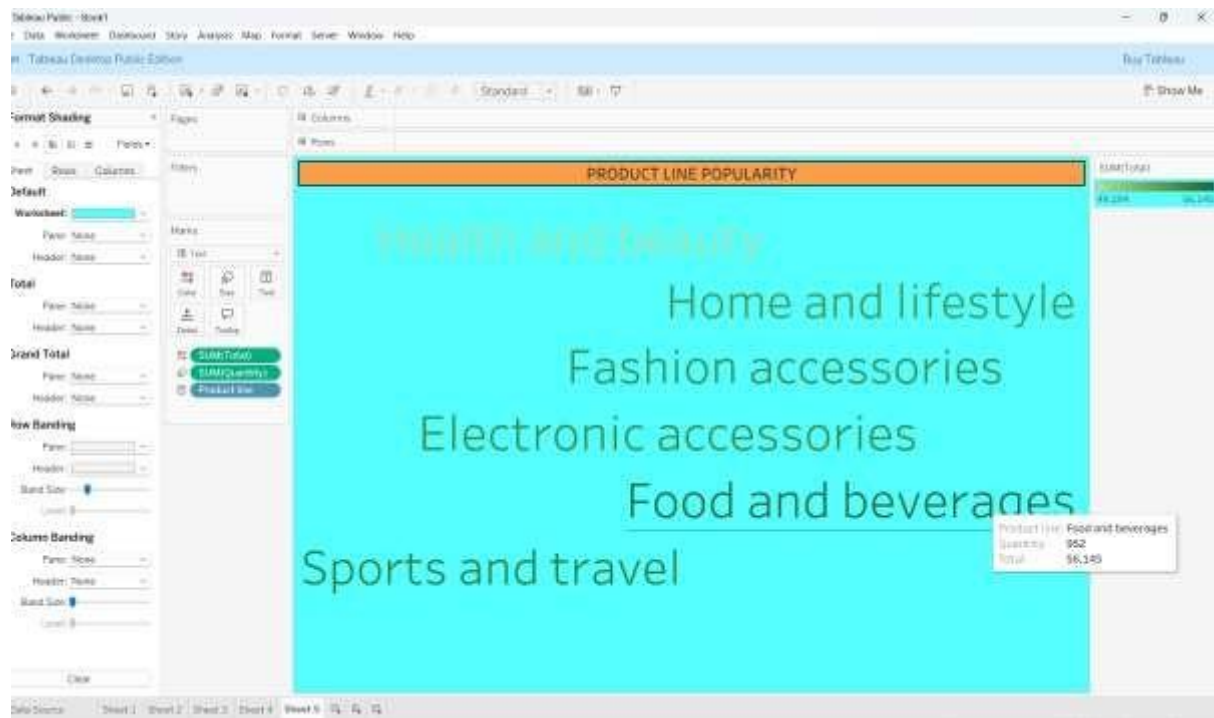 Tableau Public - Book1
Data Worksheet Dashboard Story Analysis Map Format Server Window Help
Tableau Desktop Public Edition
Buy Tableau
Standard
Show Me
Format Shading
Fields
Sheet Rows Columns
Default
Worksheet:
Pane: None
Header: None
Total
Pane: None
Header: None
Grand Total
Pane: None
Header: None
Row Banding
Pane:
Header:
Band Size
Level
Column Banding
Pane: None
Header: None
Band Size
Level
Clear
Pages
Filters
Marks
Text
Color Size Text
Detail Tooltip
SUM(Total)
SUM(Quantity)
Product line
Columns
Rows
PRODUCT LINE POPULARITY
Health and beauty
Home and lifestyle
Fashion accessories
Electronic accessories
Food and beverages
Sports and travel
Product line: Food and beverages
Quantity: 952
Total: 56,145
SUM(Total)
56,145
Data Source Sheet 1 Sheet 2 Sheet 3 Sheet 4 Sheet 5